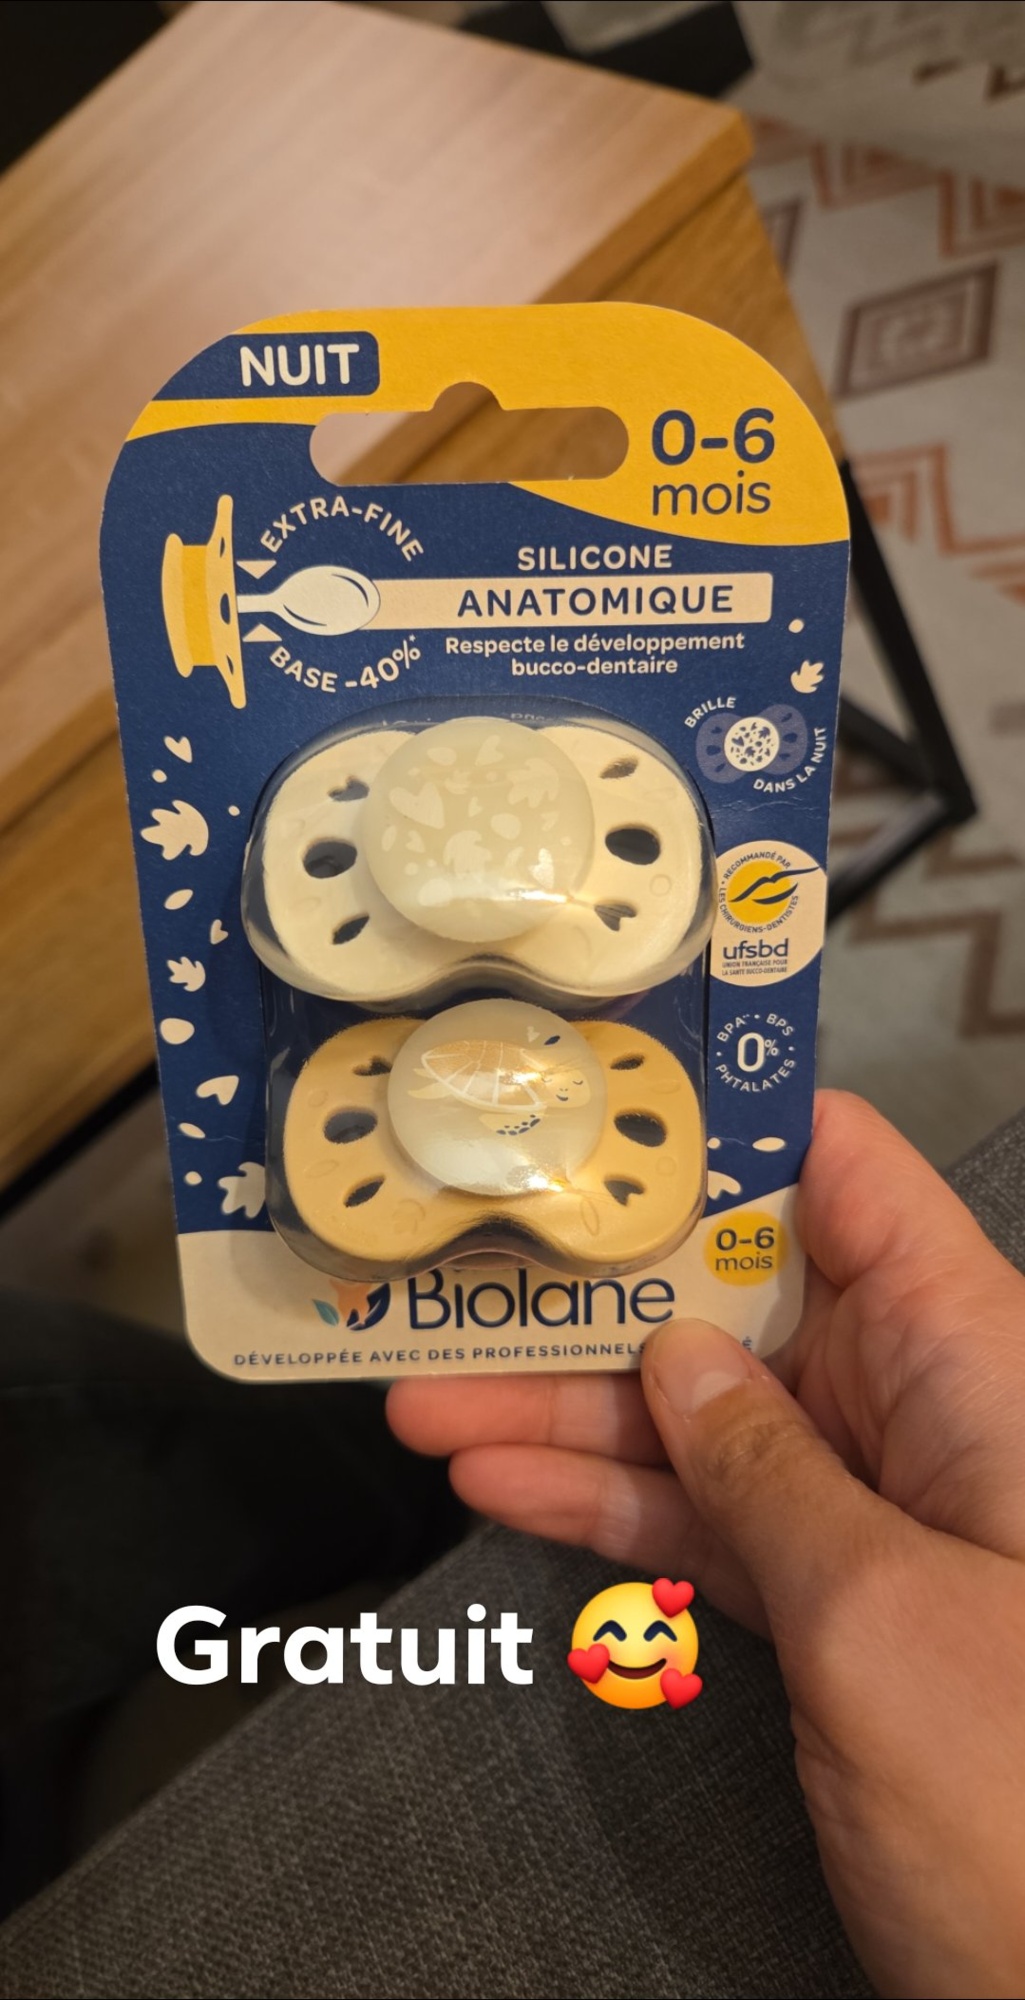 NUIT
0-6
mois
EXTRA-FINE
BASE -40%*
SILICONE
ANATOMIQUE
Respecte le développement
bucco-dentaire
BRILLE
DANS LA NUIT
RECOMMANDÉ PAR
LES CHIRURGIENS-DENTISTES
ufsbd
UNION FRANÇAISE POUR
LA SANTÉ BUCCO-DENTAIRE
BPA** • BPS
0%
PHTALATES
0-6
mois
Biolane
DÉVELOPPÉE AVEC DES PROFESSIONNELS
Gratuit 🥰